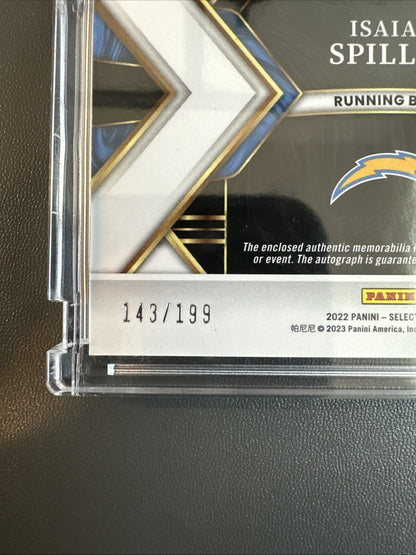 ISAIA
SPILL
RUNNING B
The enclosed authentic memorabilia
or event. The autograph is guarante
PANINI
143/199
2022 PANINI – SELECT
帕尼尼 © 2023 Panini America, Inc